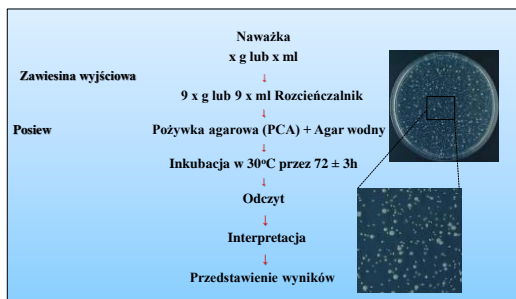 Naważka
x g lub x ml
↓
Zawiesina wyjściowa
9 x g lub 9 x ml Rozcieńczalnik
↓
Posiew
Pożywka agarowa (PCA) + Agar wodny
↓
Inkubacja w 30°C przez 72 ± 3h
↓
Odczyt
↓
Interpretacja
↓
Przedstawienie wyników